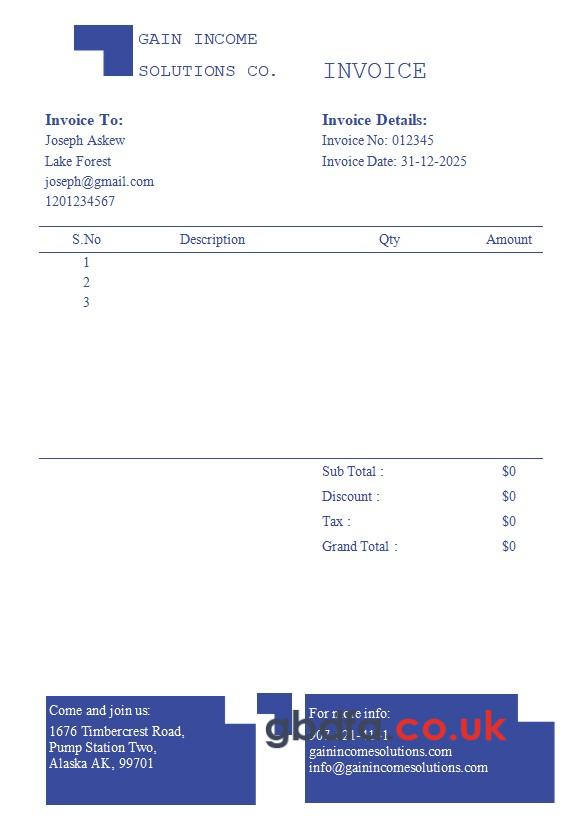 GAIN INCOME
SOLUTIONS CO.
INVOICE
Invoice To:
Joseph Askew
Lake Forest
joseph@gmail.com
1201234567
Invoice Details:
Invoice No: 012345
Invoice Date: 31-12-2025
S.No Description Qty Amount
1
2
3
Sub Total : $0
Discount : $0
Tax : $0
Grand Total : $0
Come and join us:
1676 Timbercrest Road,
Pump Station Two,
Alaska AK, 99701
For more info:
gainincomesolutions.com
info@gainincomesolutions.com
gbdfg.co.uk